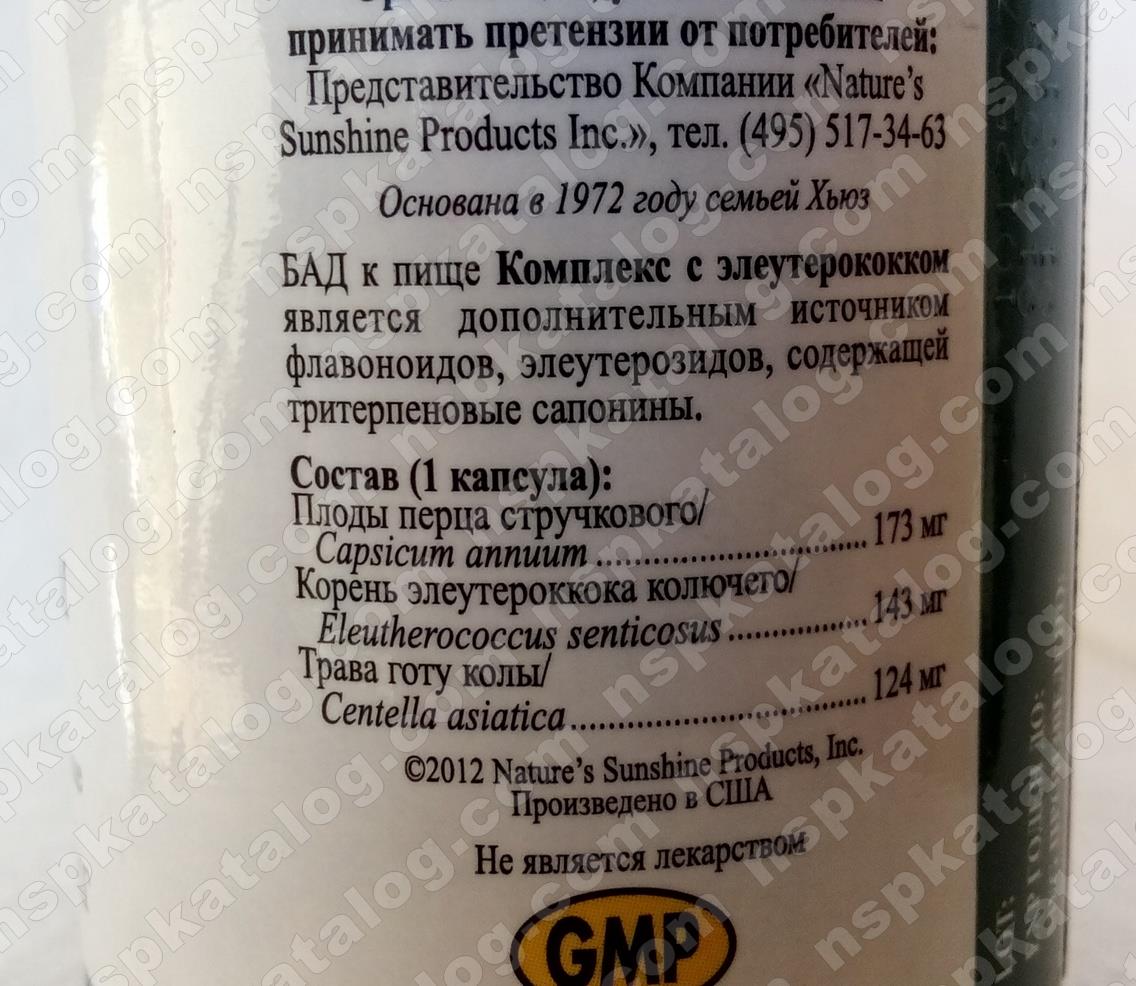 принимать претензии от потребителей:
Представительство Компании «Nature's
Sunshine Products Inc.», тел. (495) 517-34-63
Основана в 1972 году семьей Хьюз
БАД к пище Комплекс с элеутерококком
является дополнительным источником
флавоноидов, элеутерозидов, содержащей
тритерпеновые сапонины.
Состав (1 капсула):
Плоды перца стручкового/
Capsicum annuum ........................... 173 мг
Корень элеутероккока колючего/
Eleutherococcus senticosus ................. 143 мг
Трава готу колы/
Centella asiatica ............................. 124 мг
©2012 Nature's Sunshine Products, Inc.
Произведено в США
Не является лекарством
GMP
nspkatalog.com